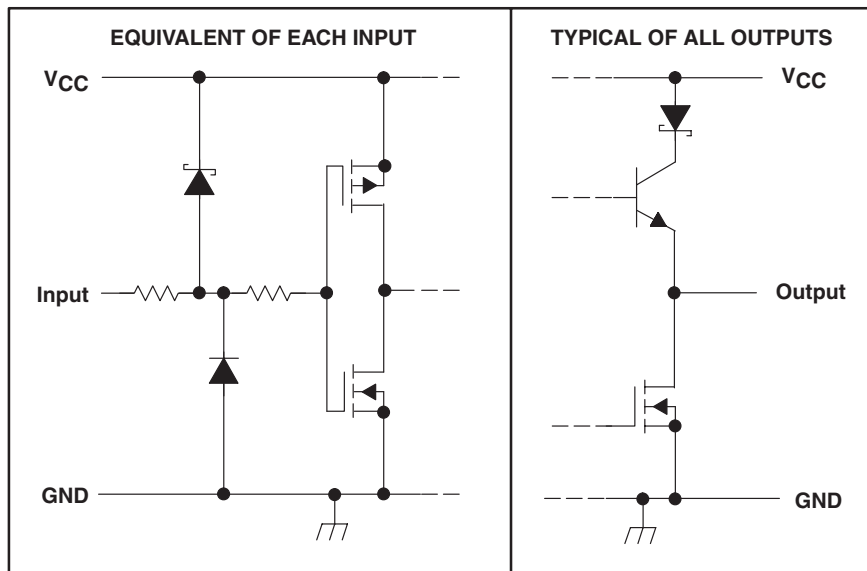 EQUIVALENT OF EACH INPUT
VCC
Input
GND
TYPICAL OF ALL OUTPUTS
VCC
Output
GND